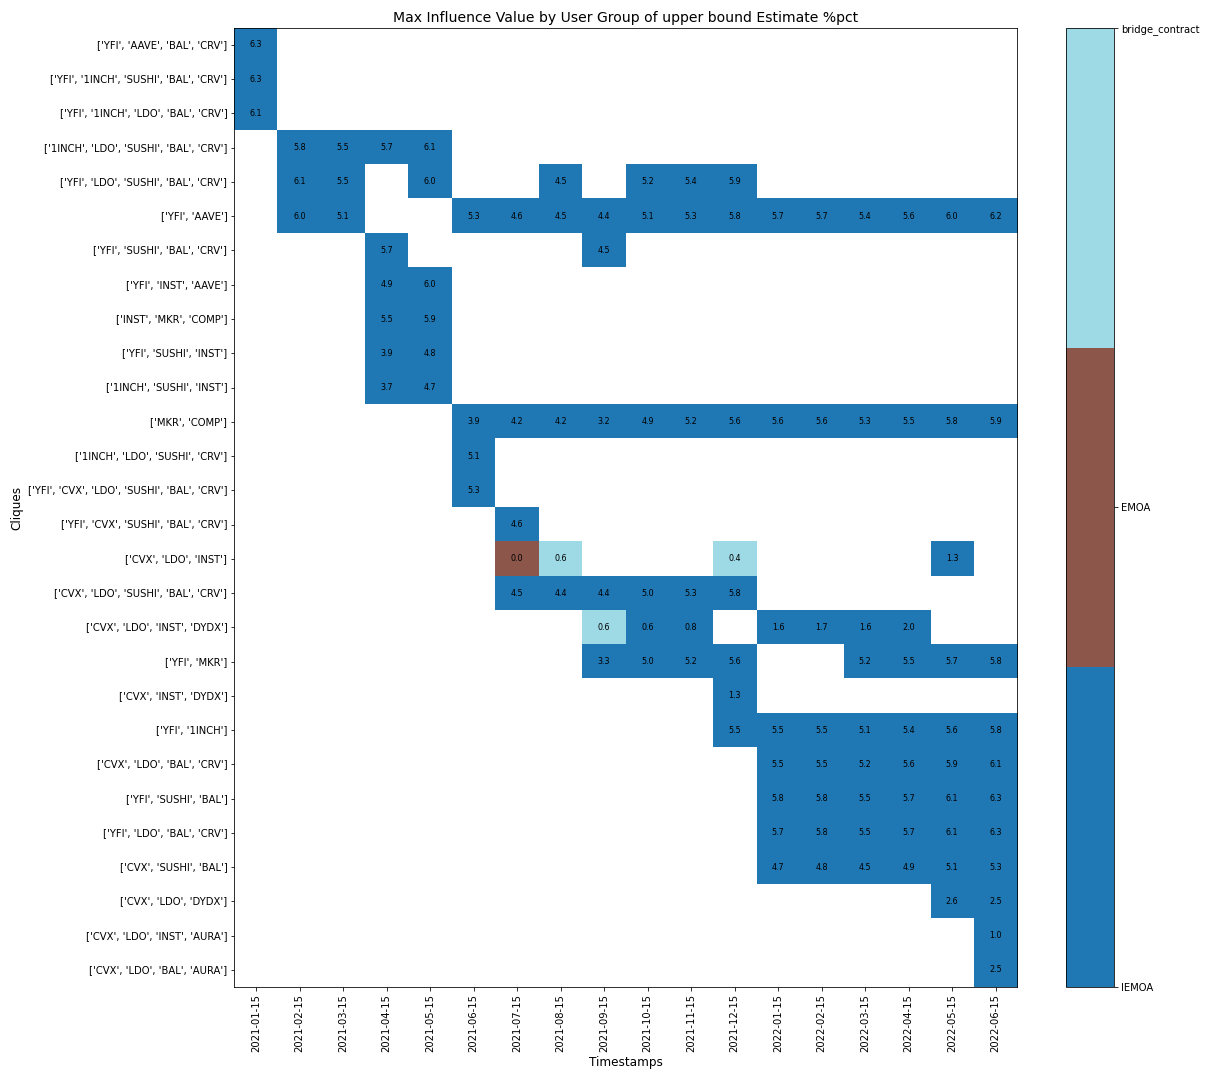 Max Influence Value by User Group of upper bound Estimate %pct
['YFI', 'AAVE', 'BAL', 'CRV'] 6.3
['YFI', '1INCH', 'SUSHI', 'BAL', 'CRV'] 6.3
['YFI', '1INCH', 'LDO', 'BAL', 'CRV'] 6.1
['1INCH', 'LDO', 'SUSHI', 'BAL', 'CRV'] 5.8 5.5 5.7 6.1
['YFI', 'LDO', 'SUSHI', 'BAL', 'CRV'] 6.1 5.5 6.0 4.5 5.2 5.4 5.9
['YFI', 'AAVE'] 6.0 5.1 5.3 4.6 4.5 4.4 5.1 5.3 5.8 5.7 5.7 5.4 5.6 6.0 6.2
['YFI', 'SUSHI', 'BAL', 'CRV'] 5.7 4.5
['YFI', 'INST', 'AAVE'] 4.9 6.0
['INST', 'MKR', 'COMP'] 5.5 5.9
['YFI', 'SUSHI', 'INST'] 3.9 4.8
['1INCH', 'SUSHI', 'INST'] 3.7 4.7
['MKR', 'COMP'] 3.9 4.2 4.2 3.2 4.9 5.2 5.6 5.6 5.6 5.3 5.5 5.8 5.9
['1INCH', 'LDO', 'SUSHI', 'CRV'] 5.1
['YFI', 'CVX', 'LDO', 'SUSHI', 'BAL', 'CRV'] 5.3
['YFI', 'CVX', 'SUSHI', 'BAL', 'CRV'] 4.6
['CVX', 'LDO', 'INST'] 0.0 0.6 0.4 1.3
['CVX', 'LDO', 'SUSHI', 'BAL', 'CRV'] 4.5 4.4 4.4 5.0 5.3 5.8
['CVX', 'LDO', 'INST', 'DYDX'] 0.6 0.6 0.8 1.6 1.7 1.6 2.0
['YFI', 'MKR'] 3.3 5.0 5.2 5.6 5.2 5.5 5.7 5.8
['CVX', 'INST', 'DYDX'] 1.3
['YFI', '1INCH'] 5.5 5.5 5.5 5.1 5.4 5.6 5.8
['CVX', 'LDO', 'BAL', 'CRV'] 5.5 5.5 5.2 5.6 5.9 6.1
['YFI', 'SUSHI', 'BAL'] 5.8 5.8 5.5 5.7 6.1 6.3
['YFI', 'LDO', 'BAL', 'CRV'] 5.7 5.8 5.5 5.7 6.1 6.3
['CVX', 'SUSHI', 'BAL'] 4.7 4.8 4.5 4.9 5.1 5.3
['CVX', 'LDO', 'DYDX'] 2.6 2.5
['CVX', 'LDO', 'INST', 'AURA'] 1.0
['CVX', 'LDO', 'BAL', 'AURA'] 2.5
Cliques
2021-01-15
2021-02-15
2021-03-15
2021-04-15
2021-05-15
2021-06-15
2021-07-15
2021-08-15
2021-09-15
2021-10-15
2021-11-15
2021-12-15
2022-01-15
2022-02-15
2022-03-15
2022-04-15
2022-05-15
2022-06-15
Timestamps
bridge_contract
EMOA
IEMOA